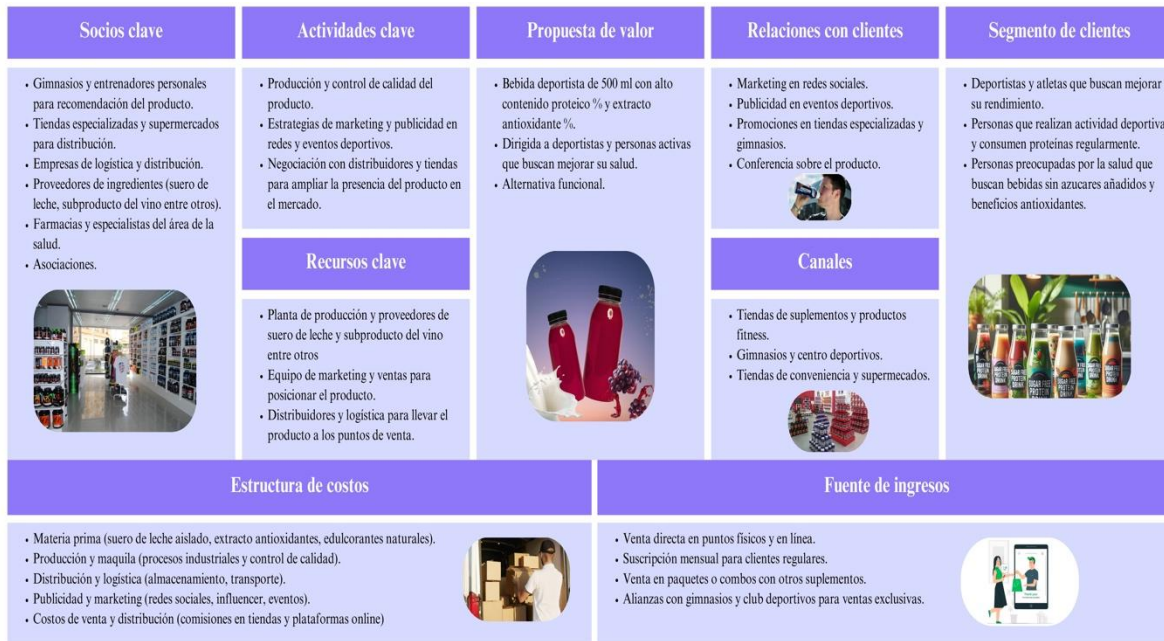 Socios clave
• Gimnasios y entrenadores personales
para recomendación del producto.
• Tiendas especializadas y supermercados
para distribución.
• Empresas de logística y distribución.
• Proveedores de ingredientes (suero de
leche, subproducto del vino entre otros).
• Farmacias y especialistas del área de la
salud.
• Asociaciones.
Actividades clave
• Producción y control de calidad del
producto.
• Estrategias de marketing y publicidad en
redes y eventos deportivos.
• Negociación con distribuidores y tiendas
para ampliar la presencia del producto en
el mercado.
Recursos clave
• Planta de producción y proveedores de
suero de leche y subproducto del vino
entre otros
• Equipo de marketing y ventas para
posicionar el producto.
• Distribuidores y logística para llevar el
producto a los puntos de venta.
Propuesta de valor
• Bebida deportista de 500 ml con alto
contenido proteico % y extracto
antioxidante %.
• Dirigida a deportistas y personas activas
que buscan mejorar su salud.
• Alternativa funcional.
Relaciones con clientes
• Marketing en redes sociales.
• Publicidad en eventos deportivos.
• Promociones en tiendas especializadas y
gimnasios.
• Conferencia sobre el producto.
Canales
• Tiendas de suplementos y productos
fitness.
• Gimnasios y centro deportivos.
• Tiendas de conveniencia y supermecados.
Segmento de clientes
• Deportistas y atletas que buscan mejorar
su rendimiento.
• Personas que realizan actividad deportiva
y consumen proteínas regularmente.
• Personas preocupadas por la salud que
buscan bebidas sin azucares añadidos y
beneficios antioxidantes.
SUGAR FREE
PROTEIN
DRINK
Estructura de costos
• Materia prima (suero de leche aislado, extracto antioxidantes, edulcorantes naturales).
• Producción y maquila (procesos industriales y control de calidad).
• Distribución y logística (almacenamiento, transporte).
• Publicidad y marketing (redes sociales, influencer, eventos).
• Costos de venta y distribución (comisiones en tiendas y plataformas online)
Fuente de ingresos
• Venta directa en puntos físicos y en línea.
• Suscripción mensual para clientes regulares.
• Venta en paquetes o combos con otros suplementos.
• Alianzas con gimnasios y club deportivos para ventas exclusivas.